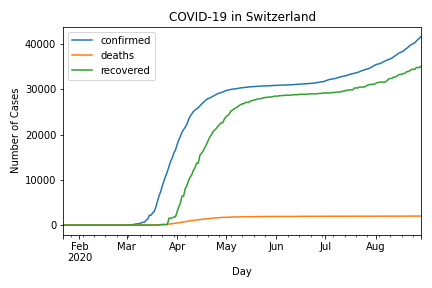 COVID-19 in Switzerland
confirmed
deaths
recovered
Number of Cases
40000
30000
20000
10000
0
Feb Mar Apr May Jun Jul Aug
2020
Day